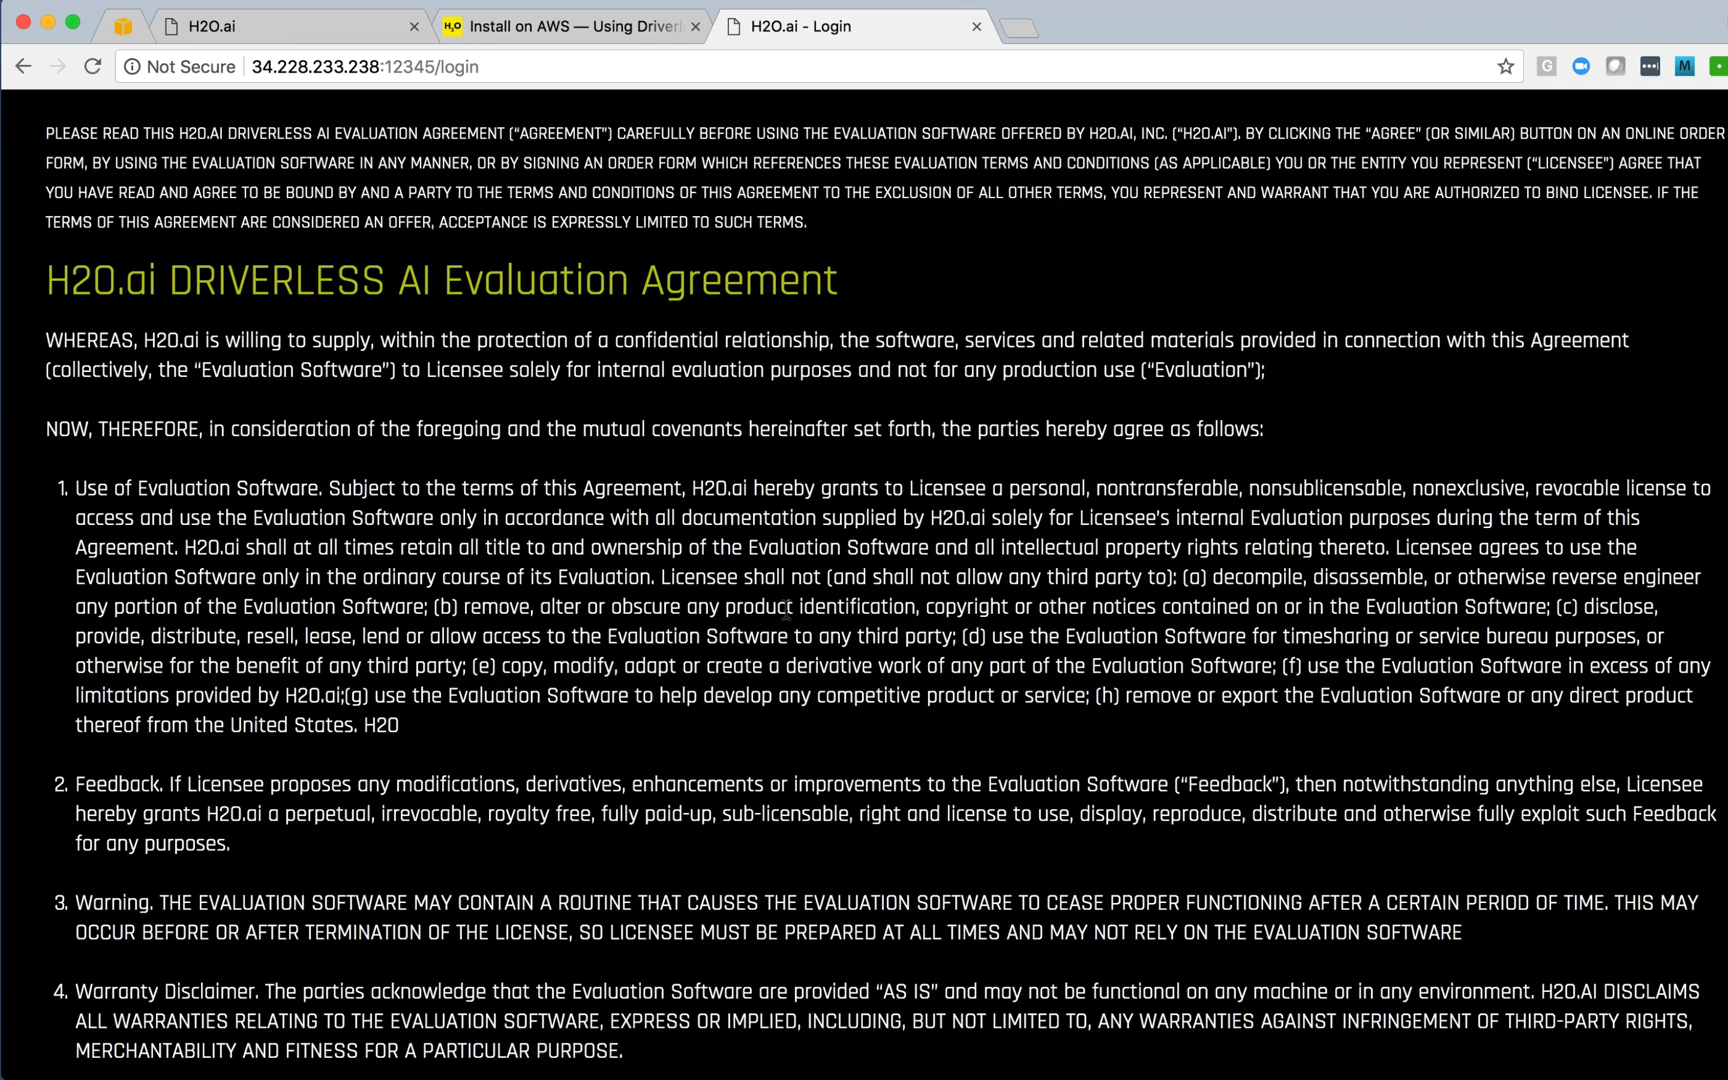 H2O.ai
H2O Install on AWS — Using Driverl
H2O.ai - Login
Not Secure 34.228.233.238:12345/login
G
M
PLEASE READ THIS H2O.AI DRIVERLESS AI EVALUATION AGREEMENT (“AGREEMENT”) CAREFULLY BEFORE USING THE EVALUATION SOFTWARE OFFERED BY H2O.AI, INC. (“H2O.AI”). BY CLICKING THE “AGREE” (OR SIMILAR) BUTTON ON AN ONLINE ORDER
FORM, BY USING THE EVALUATION SOFTWARE IN ANY MANNER, OR BY SIGNING AN ORDER FORM WHICH REFERENCES THESE EVALUATION TERMS AND CONDITIONS (AS APPLICABLE) YOU OR THE ENTITY YOU REPRESENT (“LICENSEE”) AGREE THAT
YOU HAVE READ AND AGREE TO BE BOUND BY AND A PARTY TO THE TERMS AND CONDITIONS OF THIS AGREEMENT TO THE EXCLUSION OF ALL OTHER TERMS, YOU REPRESENT AND WARRANT THAT YOU ARE AUTHORIZED TO BIND LICENSEE. IF THE
TERMS OF THIS AGREEMENT ARE CONSIDERED AN OFFER, ACCEPTANCE IS EXPRESSLY LIMITED TO SUCH TERMS.
H2O.ai DRIVERLESS AI Evaluation Agreement
WHEREAS, H2O.ai is willing to supply, within the protection of a confidential relationship, the software, services and related materials provided in connection with this Agreement
(collectively, the “Evaluation Software”) to Licensee solely for internal evaluation purposes and not for any production use (“Evaluation”);
NOW, THEREFORE, in consideration of the foregoing and the mutual covenants hereinafter set forth, the parties hereby agree as follows:
1. Use of Evaluation Software. Subject to the terms of this Agreement, H2O.ai hereby grants to Licensee a personal, nontransferable, nonsublicensable, nonexclusive, revocable license to
access and use the Evaluation Software only in accordance with all documentation supplied by H2O.ai solely for Licensee’s internal Evaluation purposes during the term of this
Agreement. H2O.ai shall at all times retain all title to and ownership of the Evaluation Software and all intellectual property rights relating thereto. Licensee agrees to use the
Evaluation Software only in the ordinary course of its Evaluation. Licensee shall not (and shall not allow any third party to): (a) decompile, disassemble, or otherwise reverse engineer
any portion of the Evaluation Software; (b) remove, alter or obscure any product identification, copyright or other notices contained on or in the Evaluation Software; (c) disclose,
provide, distribute, resell, lease, lend or allow access to the Evaluation Software to any third party; (d) use the Evaluation Software for timesharing or service bureau purposes, or
otherwise for the benefit of any third party; (e) copy, modify, adapt or create a derivative work of any part of the Evaluation Software; (f) use the Evaluation Software in excess of any
limitations provided by H2O.ai;(g) use the Evaluation Software to help develop any competitive product or service; (h) remove or export the Evaluation Software or any direct product
thereof from the United States. H2O
2. Feedback. If Licensee proposes any modifications, derivatives, enhancements or improvements to the Evaluation Software (“Feedback”), then notwithstanding anything else, Licensee
hereby grants H2O.ai a perpetual, irrevocable, royalty free, fully paid-up, sub-licensable, right and license to use, display, reproduce, distribute and otherwise fully exploit such Feedback
for any purposes.
3. Warning. THE EVALUATION SOFTWARE MAY CONTAIN A ROUTINE THAT CAUSES THE EVALUATION SOFTWARE TO CEASE PROPER FUNCTIONING AFTER A CERTAIN PERIOD OF TIME. THIS MAY
OCCUR BEFORE OR AFTER TERMINATION OF THE LICENSE, SO LICENSEE MUST BE PREPARED AT ALL TIMES AND MAY NOT RELY ON THE EVALUATION SOFTWARE
4. Warranty Disclaimer. The parties acknowledge that the Evaluation Software are provided “AS IS” and may not be functional on any machine or in any environment. H2O.AI DISCLAIMS
ALL WARRANTIES RELATING TO THE EVALUATION SOFTWARE, EXPRESS OR IMPLIED, INCLUDING, BUT NOT LIMITED TO, ANY WARRANTIES AGAINST INFRINGEMENT OF THIRD-PARTY RIGHTS,
MERCHANTABILITY AND FITNESS FOR A PARTICULAR PURPOSE.